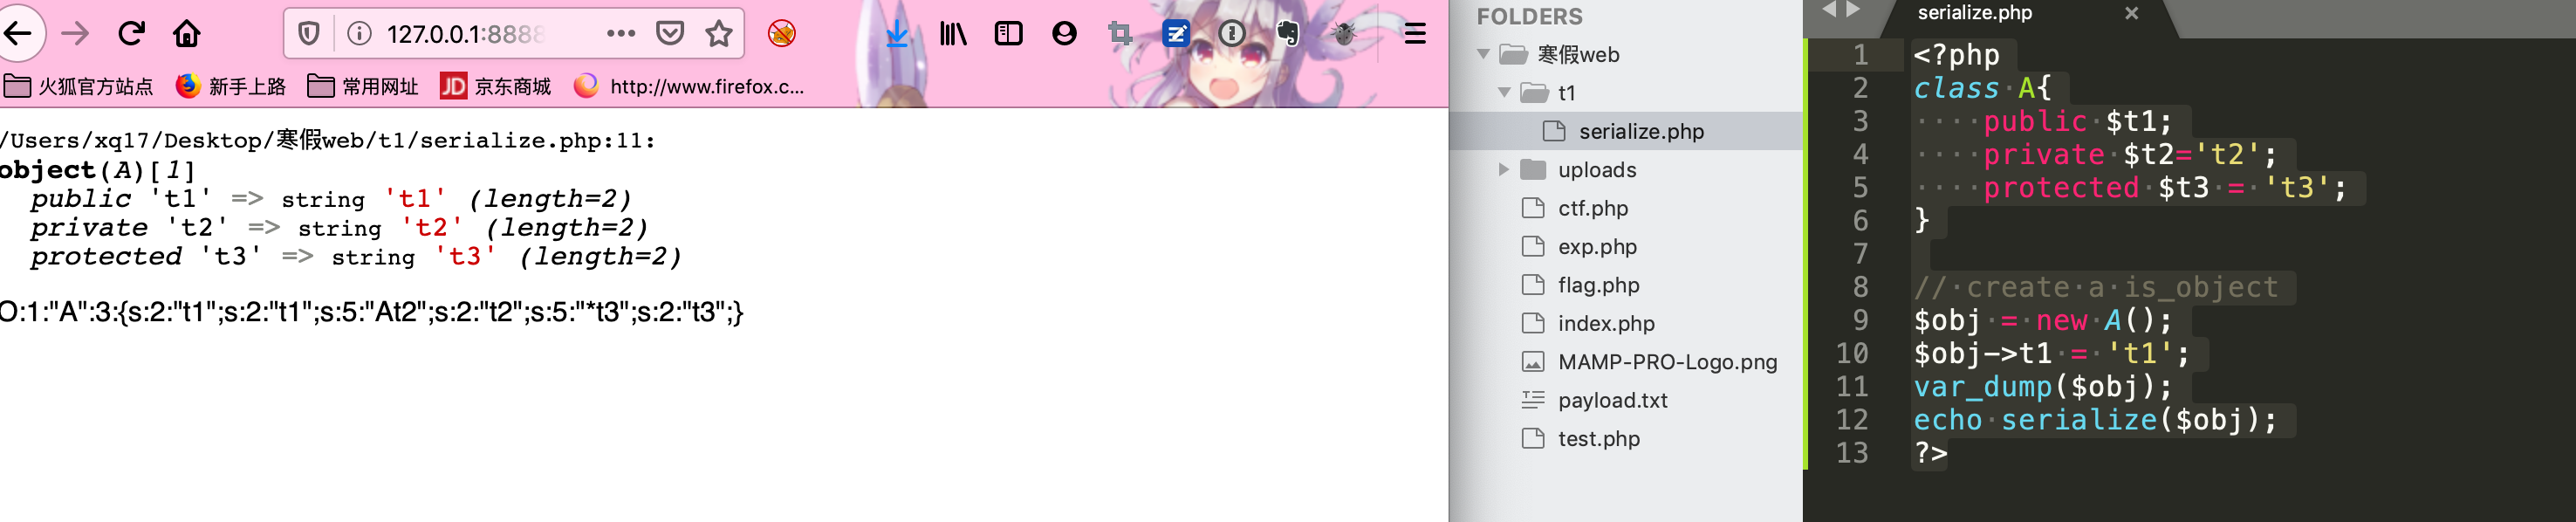 127.0.0.1:8888
火狐官方站点 新手上路 常用网址 JD 京东商城 http://www.firefox.c...
/Users/xq17/Desktop/寒假web/t1/serialize.php:11:
object(A)[1]
public 't1' => string 't1' (length=2)
private 't2' => string 't2' (length=2)
protected 't3' => string 't3' (length=2)
O:1:"A":3:{s:2:"t1";s:2:"t1";s:5:"At2";s:2:"t2";s:5:"*t3";s:2:"t3";}
FOLDERS
寒假web
t1
serialize.php
uploads
ctf.php
exp.php
flag.php
index.php
MAMP-PRO-Logo.png
payload.txt
test.php
serialize.php ×
1 <?php
2 class A{
3 ····public $t1;
4 ····private $t2='t2';
5 ····protected $t3 = 't3';
6 }
7
8 // create a is_object
9 $obj = new A();
10 $obj->t1 = 't1';
11 var_dump($obj);
12 echo serialize($obj);
13 ?>